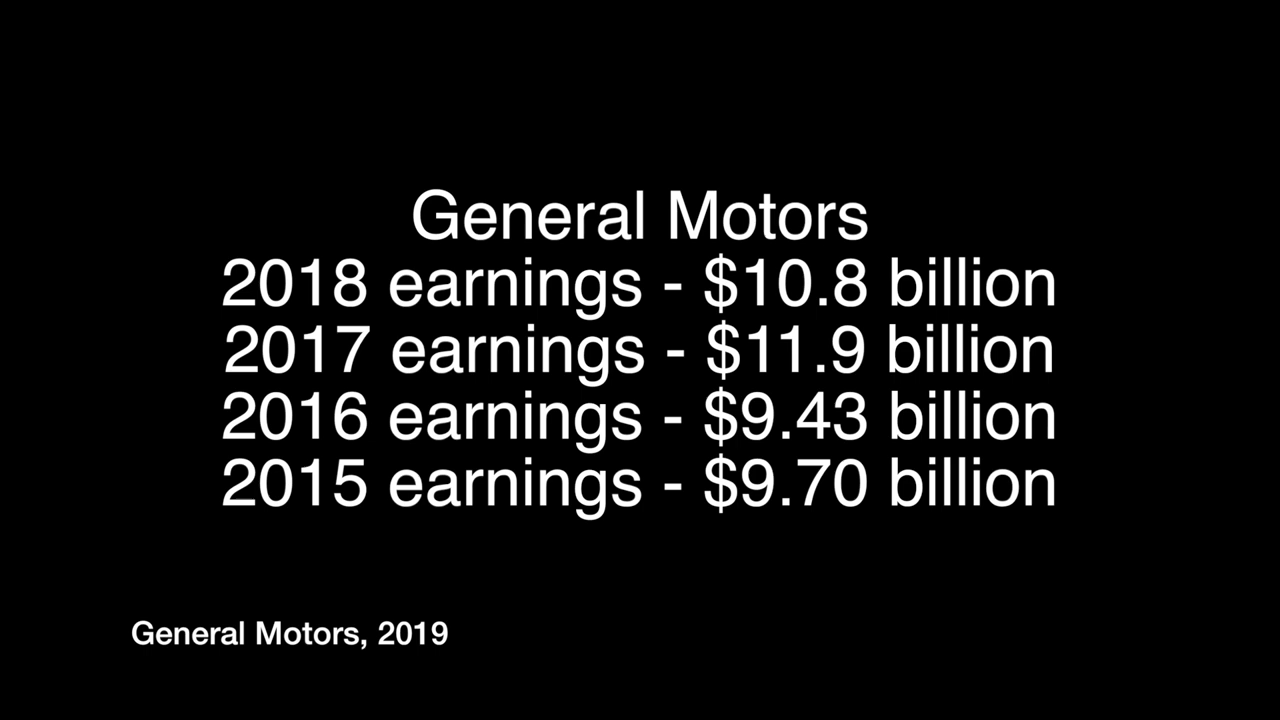 General Motors
2018 earnings - $10.8 billion
2017 earnings - $11.9 billion
2016 earnings - $9.43 billion
2015 earnings - $9.70 billion
General Motors, 2019